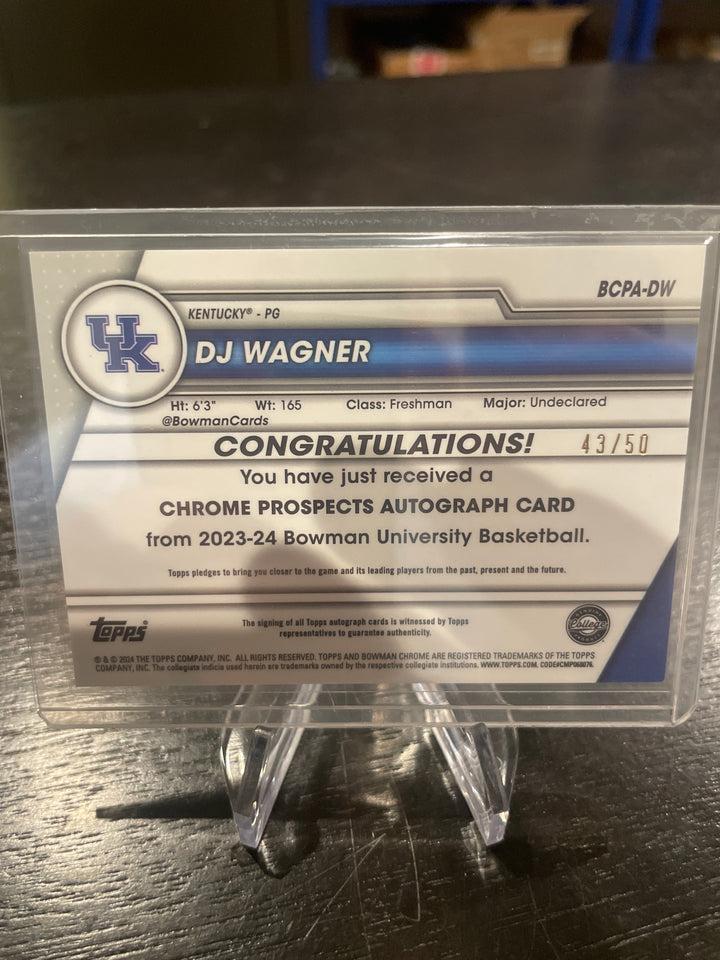 BCPA-DW
KENTUCKY® - PG
UK
DJ WAGNER
Ht: 6'3" Wt: 165 Class: Freshman Major: Undeclared
@BowmanCards
CONGRATULATIONS! 43/50
You have just received a
CHROME PROSPECTS AUTOGRAPH CARD
from 2023-24 Bowman University Basketball.
Topps pledges to bring you closer to the game and its leading players from the past, present and the future.
Topps®
The signing of all Topps autograph cards is witnessed by Topps
representatives to guarantee authenticity.
College
® & © 2024 THE TOPPS COMPANY, INC. ALL RIGHTS RESERVED. TOPPS AND BOWMAN CHROME ARE REGISTERED TRADEMARKS OF THE TOPPS
COMPANY, INC. The collegiate indicia used herein are trademarks owned by the respective collegiate institutions. WWW.TOPPS.COM. CODE#CMP068076.